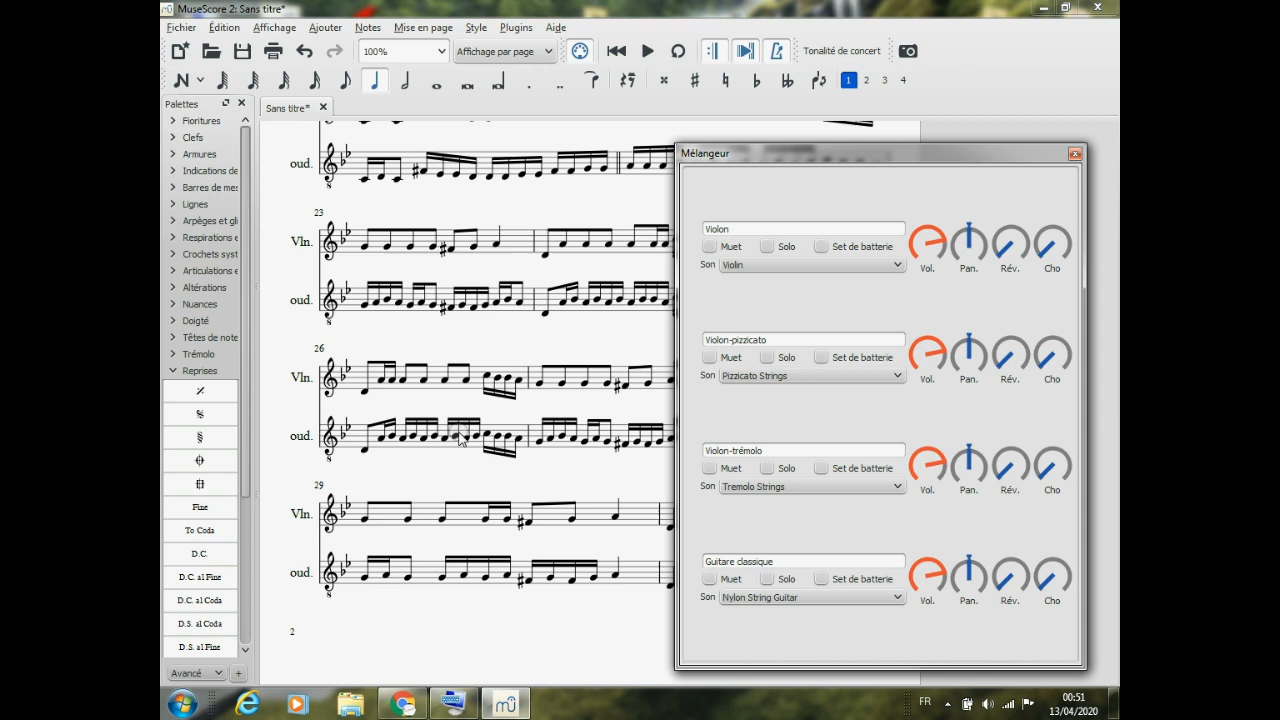 MuseScore 2: Sans titre*
Fichier Édition Affichage Ajouter Notes Mise en page Style Plugins Aide
100% Affichage par page Tonalité de concert
1 2 3 4
Palettes
Sans titre*
Fioritures
Clefs
Armures
Indications de
Barres de mes
Lignes
Arpèges et gli
Respirations e
Crochets syst
Articulations e
Altérations
Nuances
Doigté
Têtes de note
Trémolo
Reprises
Fine
To Coda
D.C.
D.C. al Fine
D.C. al Coda
D.S. al Coda
D.S. al Fine
Avancé
oud.
23
Vln.
oud.
26
Vln.
oud.
29
Vln.
oud.
2
Mélangeur
Violon
Muet Solo Set de batterie
Son Violin
Vol. Pan. Rév. Cho
Violon-pizzicato
Muet Solo Set de batterie
Son Pizzicato Strings
Vol. Pan. Rév. Cho
Violon-trémolo
Muet Solo Set de batterie
Son Tremolo Strings
Vol. Pan. Rév. Cho
Guitare classique
Muet Solo Set de batterie
Son Nylon String Guitar
Vol. Pan. Rév. Cho
FR
00:51
13/04/2020